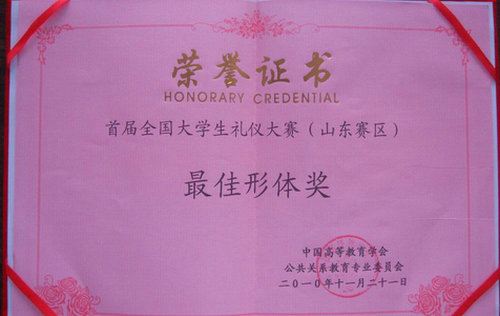 荣誉证书
HONORARY CREDENTIAL
首届全国大学生礼仪大赛（山东赛区）
最佳形体奖
中国高等教育学会
公共关系教育专业委员会
二〇一〇年十一月二十一日